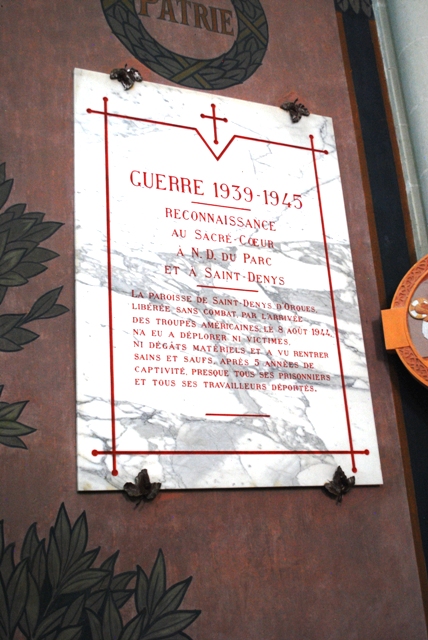 PATRIE
GUERRE 1939-1945
RECONNAISSANCE
AU SACRÉ-CŒUR
À N.D. DU PARC
ET À SAINT-DENYS
LA PAROISSE DE SAINT-DENYS D'ORQUES,
LIBÉRÉE SANS COMBAT, PAR L'ARRIVÉE
DES TROUPES AMÉRICAINES, LE 8 AOÛT 1944,
N'A EU À DÉPLORER NI VICTIMES,
NI DÉGÂTS MATÉRIELS ET A VU RENTRER
SAINS ET SAUFS, APRÈS 5 ANNÉES DE
CAPTIVITÉ, PRESQUE TOUS SES PRISONNIERS
ET TOUS SES TRAVAILLEURS DÉPORTÉS.